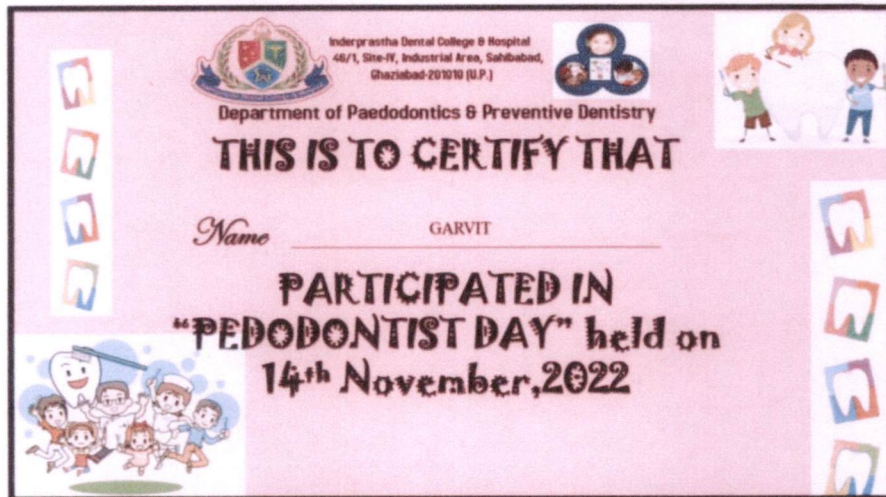 Inderprastha Dental College & Hospital
46/1, Site-IV, Industrial Area, Sahibabad,
Ghaziabad-201010 (U.P.)
Department of Paedodontics & Preventive Dentistry
THIS IS TO CERTIFY THAT
Name GARVIT
PARTICIPATED IN
“PEDODONTIST DAY” held on
14th November,2022